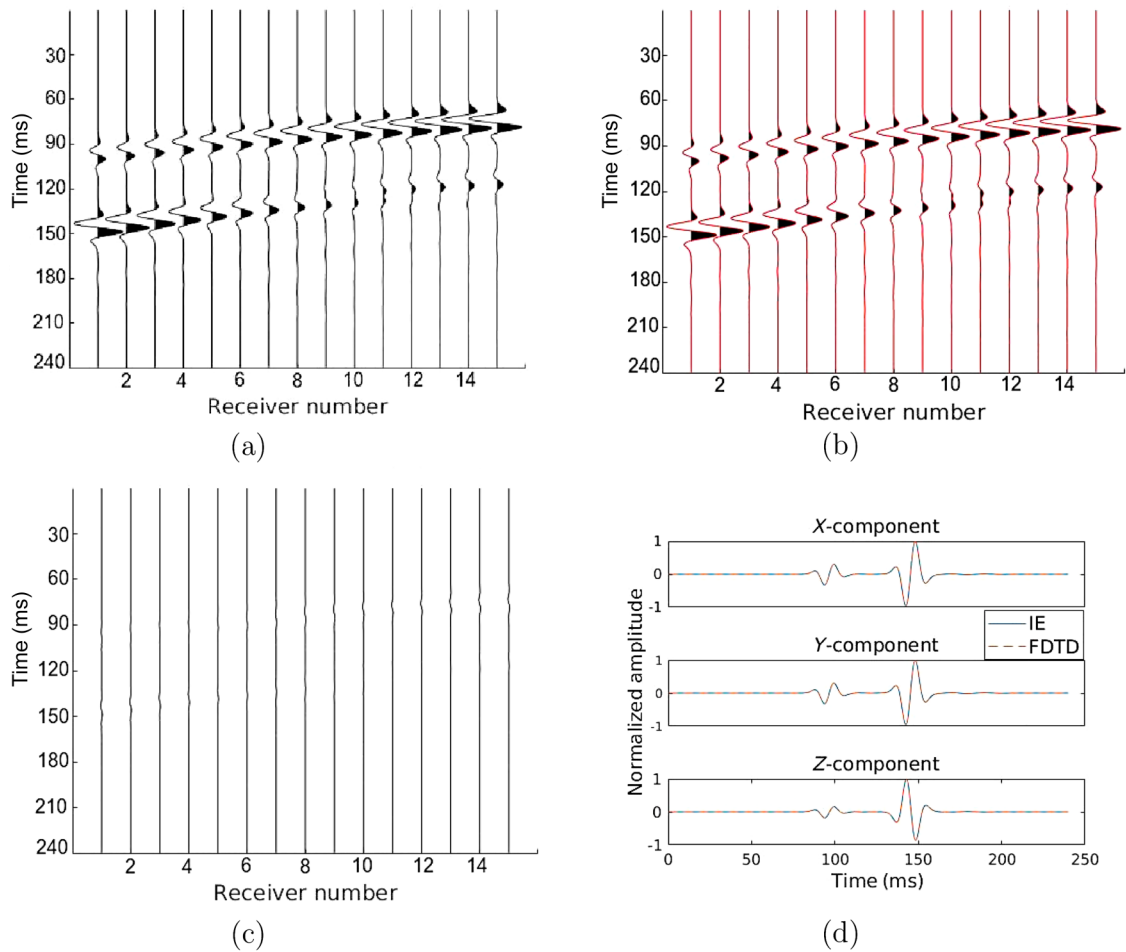 30
60
90
120
150
180
210
240
Time (ms)
2 4 6 8 10 12 14
Receiver number
(a)
30
60
90
120
150
180
210
240
Time (ms)
2 4 6 8 10 12 14
Receiver number
(b)
30
60
90
120
150
180
210
240
Time (ms)
2 4 6 8 10 12 14
Receiver number
(c)
X-component
1
0
-1
IE
FDTD
Y-component
1
0
-1
Normalized amplitude
Z-component
1
0
-1
0 50 100 150 200 250
Time (ms)
(d)